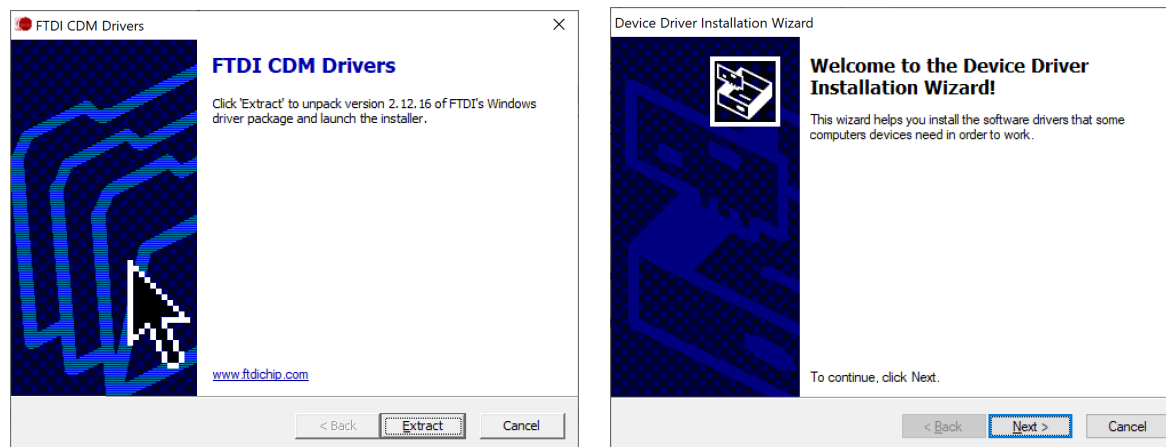 FTDI CDM Drivers
FTDI CDM Drivers
Click 'Extract' to unpack version 2.12.16 of FTDI's Windows
driver package and launch the installer.
www.ftdichip.com
< Back
Extract
Cancel
Device Driver Installation Wizard
Welcome to the Device Driver
Installation Wizard!
This wizard helps you install the software drivers that some
computers devices need in order to work.
To continue, click Next.
< Back
Next >
Cancel